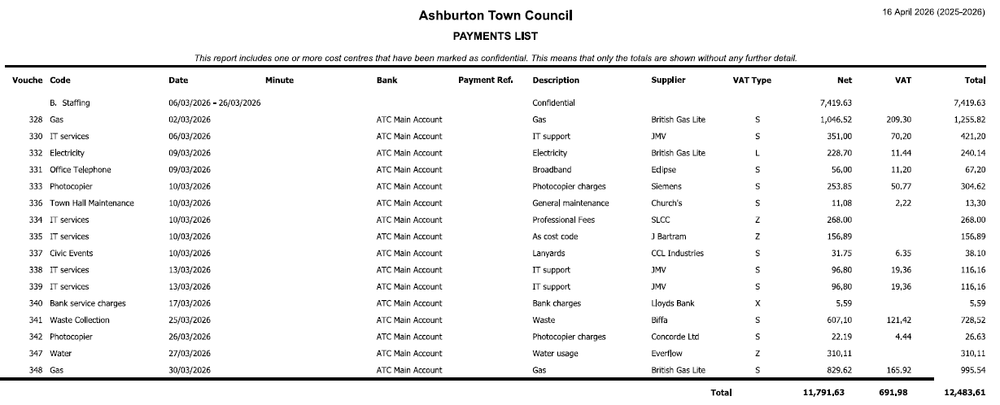 Ashburton Town Council
16 April 2026 (2025-2026)
PAYMENTS LIST
This report includes one or more cost centres that have been marked as confidential. This means that only the totals are shown without any further detail.
Vouche Code Date Minute Bank Payment Ref. Description Supplier VAT Type Net VAT Total
B. Staffing 06/03/2026 - 26/03/2026 Confidential 7,419.63 7,419.63
328 Gas 02/03/2026 ATC Main Account Gas British Gas Lite S 1,046.52 209.30 1,255.82
330 IT services 06/03/2026 ATC Main Account IT support JMV S 351.00 70.20 421.20
332 Electricity 09/03/2026 ATC Main Account Electricity British Gas Lite L 228.70 11.44 240.14
331 Office Telephone 09/03/2026 ATC Main Account Broadband Eclipse S 56.00 11.20 67.20
333 Photocopier 10/03/2026 ATC Main Account Photocopier charges Siemens S 253.85 50.77 304.62
336 Town Hall Maintenance 10/03/2026 ATC Main Account General maintenance Church's S 11.08 2.22 13.30
334 IT services 10/03/2026 ATC Main Account Professional Fees SLCC Z 268.00 268.00
335 IT services 10/03/2026 ATC Main Account As cost code J Bartram Z 156.89 156.89
337 Civic Events 10/03/2026 ATC Main Account Lanyards CCL Industries S 31.75 6.35 38.10
338 IT services 13/03/2026 ATC Main Account IT support JMV S 96.80 19.36 116.16
339 IT services 13/03/2026 ATC Main Account IT support JMV S 96.80 19.36 116.16
340 Bank service charges 17/03/2026 ATC Main Account Bank charges Lloyds Bank X 5.59 5.59
341 Waste Collection 25/03/2026 ATC Main Account Waste Biffa S 607.10 121.42 728.52
342 Photocopier 26/03/2026 ATC Main Account Photocopier charges Concorde Ltd S 22.19 4.44 26.63
347 Water 27/03/2026 ATC Main Account Water usage Everflow Z 310.11 310.11
348 Gas 30/03/2026 ATC Main Account Gas British Gas Lite S 829.62 165.92 995.54
Total 11,791.63 691.98 12,483.61